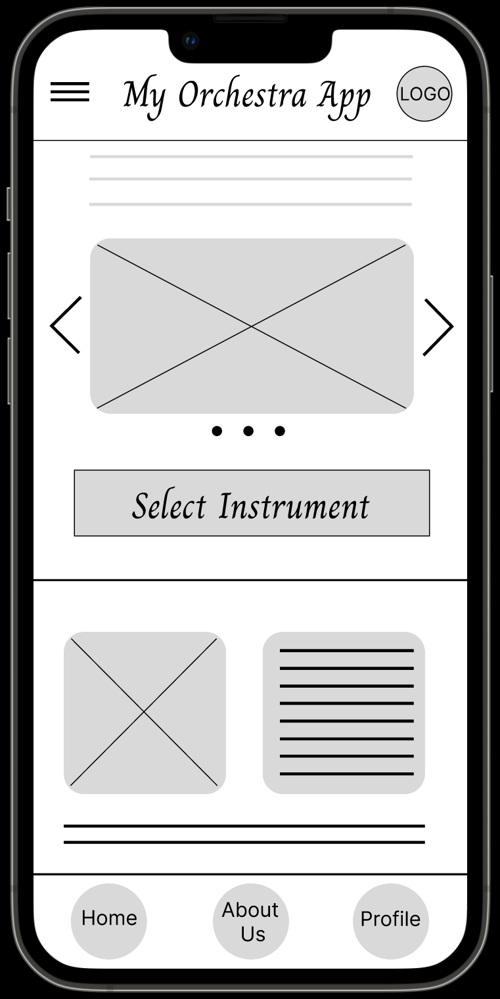 My Orchestra App
LOGO
Select Instrument
Home
About
Us
Profile